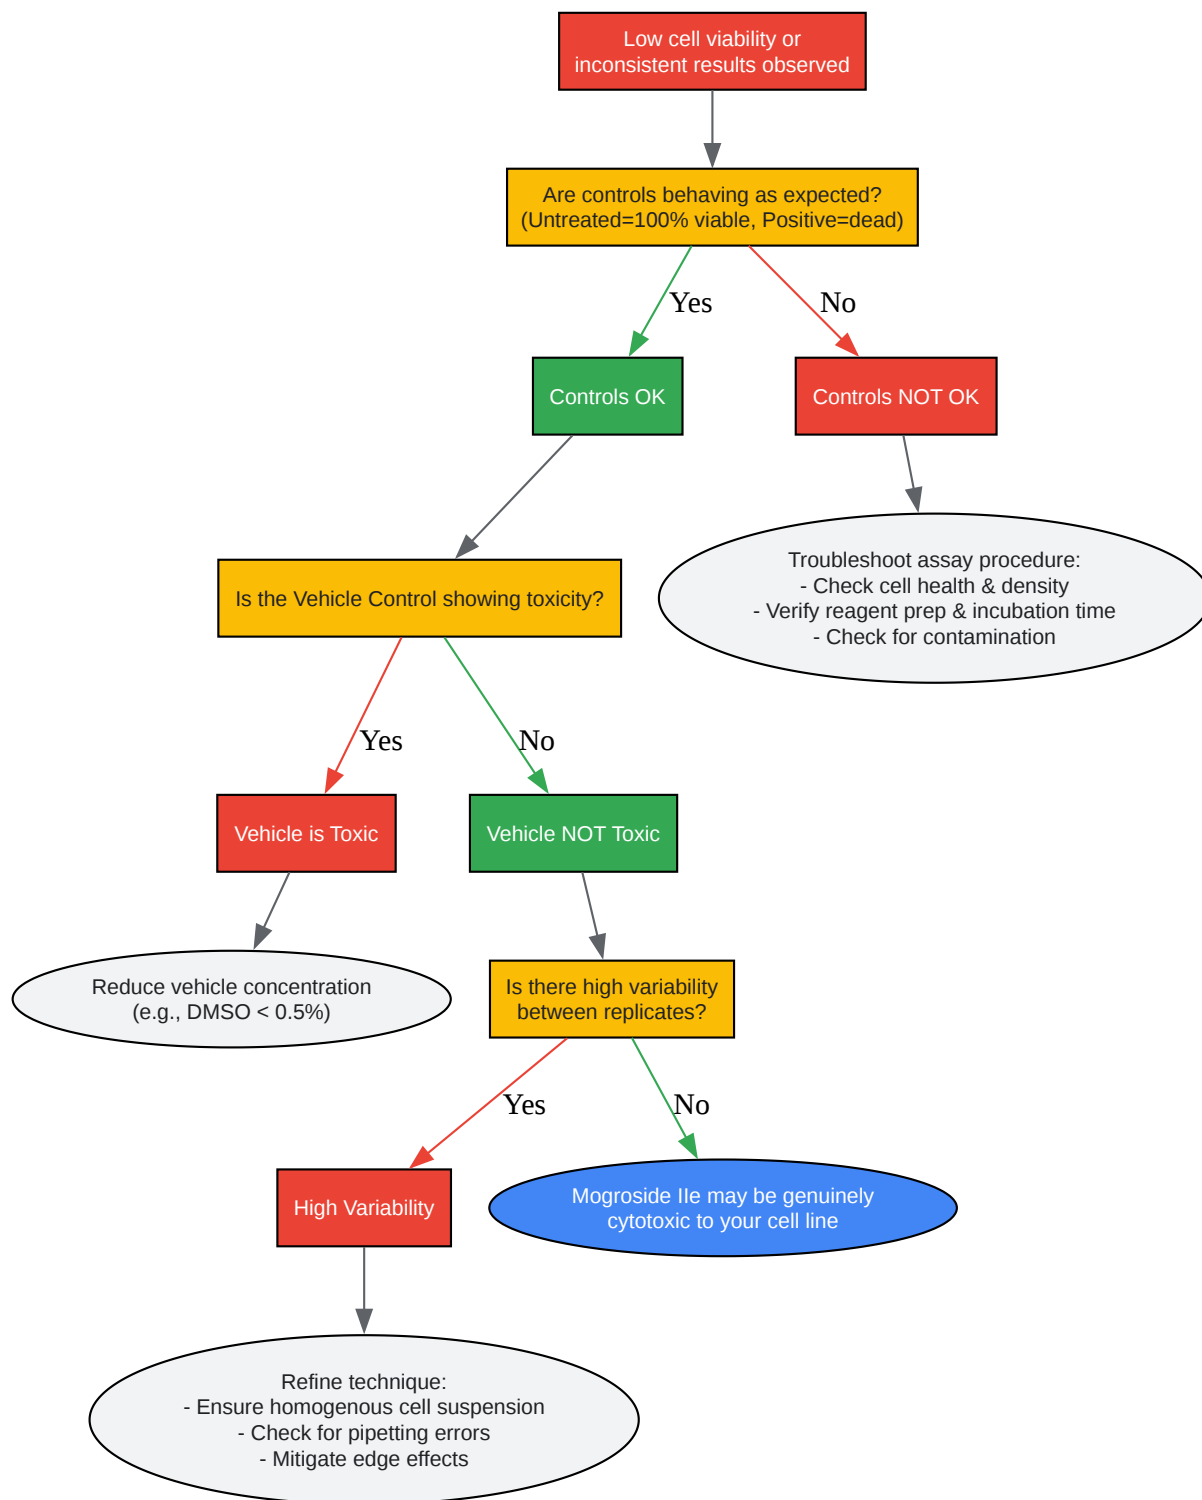 Low cell viability or
inconsistent results observed
Are controls behaving as expected?
(Untreated=100% viable, Positive=dead)
Yes
No
Controls OK
Controls NOT OK
Is the Vehicle Control showing toxicity?
Troubleshoot assay procedure:
- Check cell health & density
- Verify reagent prep & incubation time
- Check for contamination
Yes
No
Vehicle is Toxic
Vehicle NOT Toxic
Reduce vehicle concentration
(e.g., DMSO < 0.5%)
Is there high variability
between replicates?
Yes
No
High Variability
Mogroside IIe may be genuinely
cytotoxic to your cell line
Refine technique:
- Ensure homogenous cell suspension
- Check for pipetting errors
- Mitigate edge effects